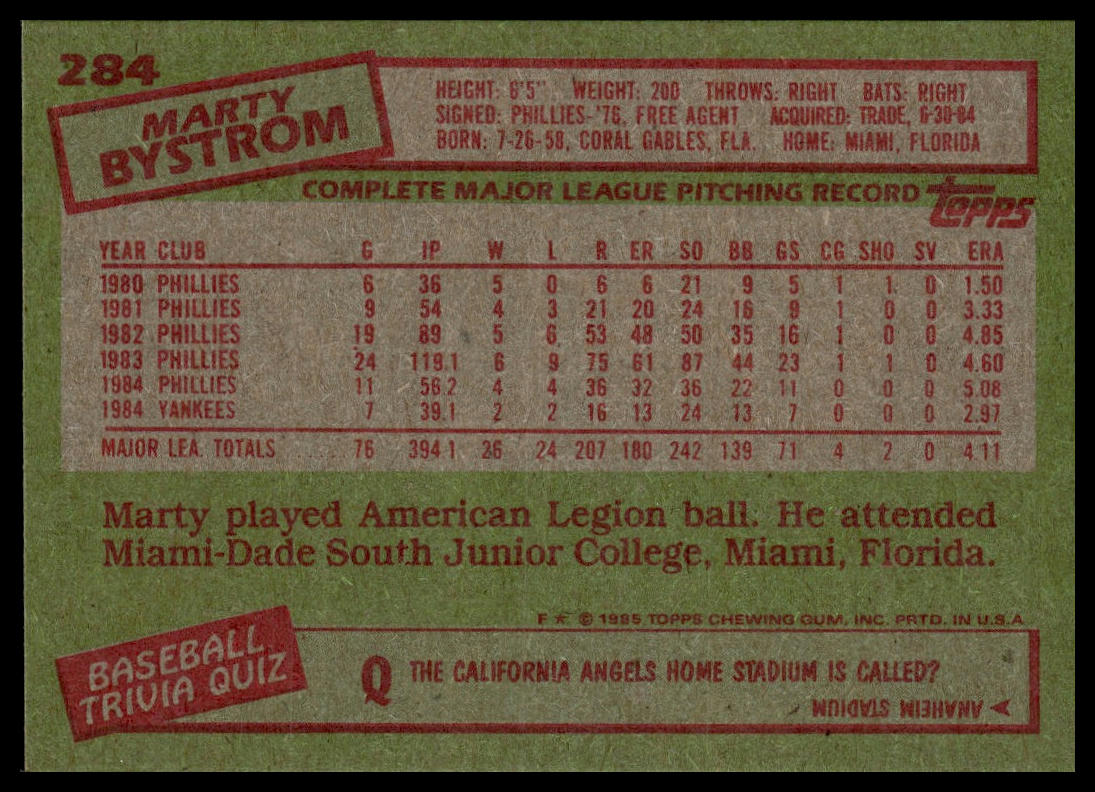 284
MARTY
BYSTROM
HEIGHT: 6'5" WEIGHT: 200 THROWS: RIGHT BATS: RIGHT
SIGNED: PHILLIES-'76, FREE AGENT ACQUIRED: TRADE, 6-30-84
BORN: 7-26-58, CORAL GABLES, FLA. HOME: MIAMI, FLORIDA
COMPLETE MAJOR LEAGUE PITCHING RECORD topps
YEAR CLUB G IP W L R ER SO BB GS CG SHO SV ERA
1980 PHILLIES 6 36 5 0 6 6 21 9 5 1 1 0 1.50
1981 PHILLIES 9 54 4 3 21 20 24 16 9 1 0 0 3.33
1982 PHILLIES 19 89 5 6 53 48 50 35 16 1 0 0 4.85
1983 PHILLIES 24 119.1 6 9 75 61 87 44 23 1 1 0 4.60
1984 PHILLIES 11 56.2 4 4 36 32 36 22 11 0 0 0 5.08
1984 YANKEES 7 39.1 2 2 16 13 24 13 7 0 0 0 2.97
MAJOR LEA. TOTALS ..... 76 394.1 26 24 207 180 242 139 71 4 2 0 4.11
Marty played American Legion ball. He attended
Miami-Dade South Junior College, Miami, Florida.
F ★ © 1985 TOPPS CHEWING GUM, INC. PRTD. IN U.S.A
BASEBALL
TRIVIA QUIZ
Q THE CALIFORNIA ANGELS HOME STADIUM IS CALLED?
A ANAHEIM STADIUM